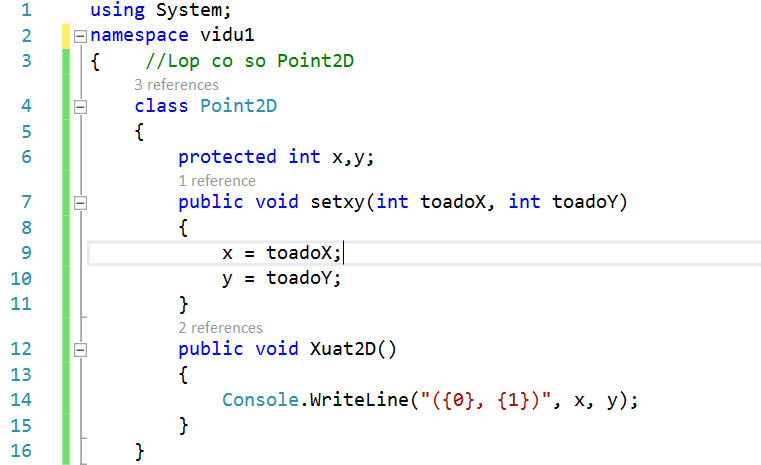 1 using System;
2 namespace vidu1
3 { //Lop co so Point2D
3 references
4 class Point2D
5 {
6 protected int x,y;
1 reference
7 public void setxy(int toadoX, int toadoY)
8 {
9 x = toadoX;
10 y = toadoY;
11 }
2 references
12 public void Xuat2D()
13 {
14 Console.WriteLine("({0}, {1})", x, y);
15 }
16 }